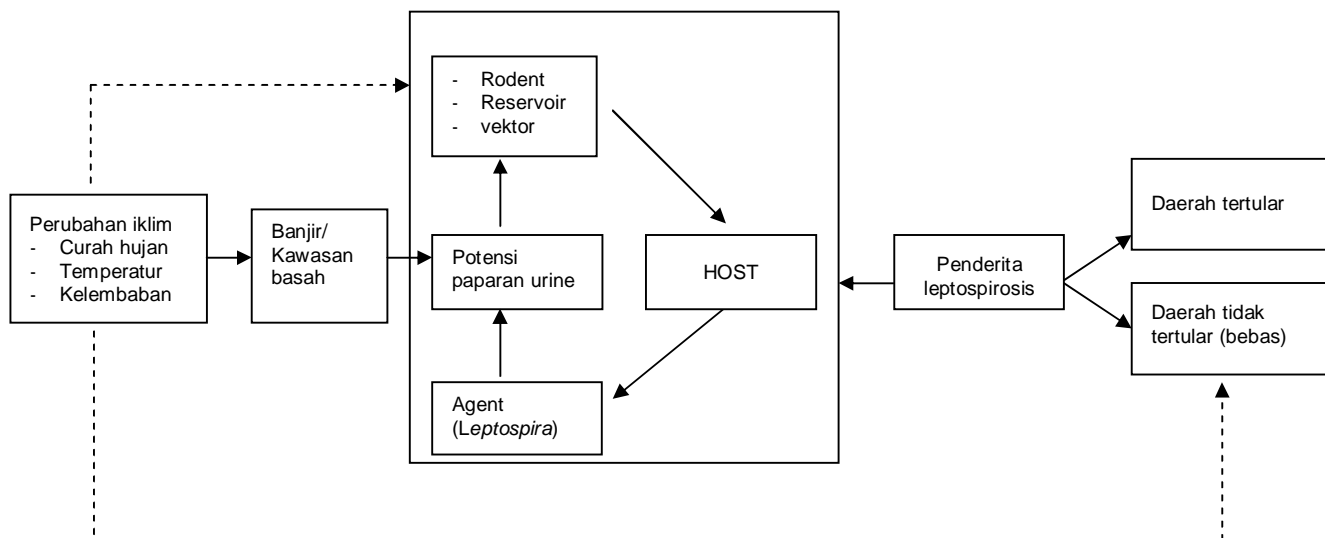 - Rodent
- Reservoir
- vektor
Perubahan iklim
- Curah hujan
- Temperatur
- Kelembaban
Banjir/
Kawasan
basah
Potensi
paparan urine
HOST
Agent
(Leptospira)
Penderita
leptospirosis
Daerah tertular
Daerah tidak
tertular (bebas)